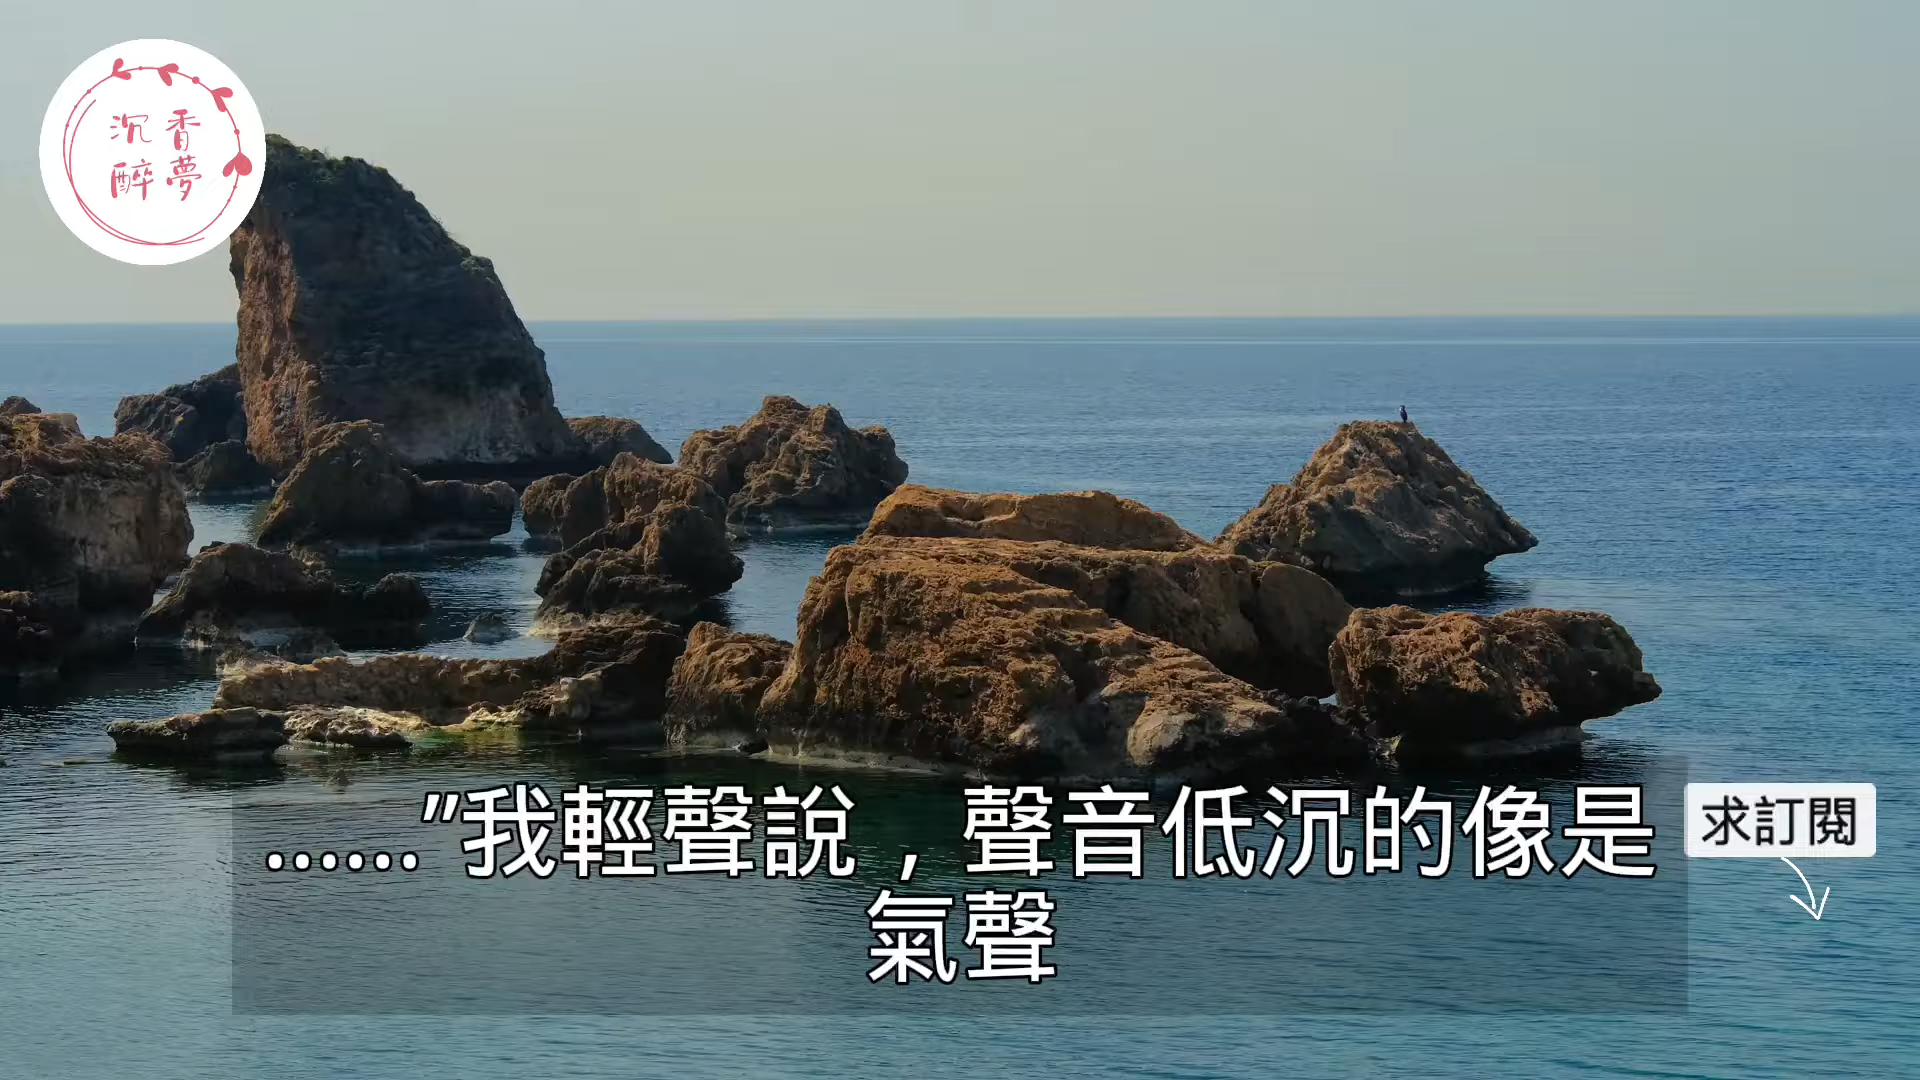 沉香
醉夢
......〞我輕聲說，聲音低沉的像是
氣聲
求訂閱